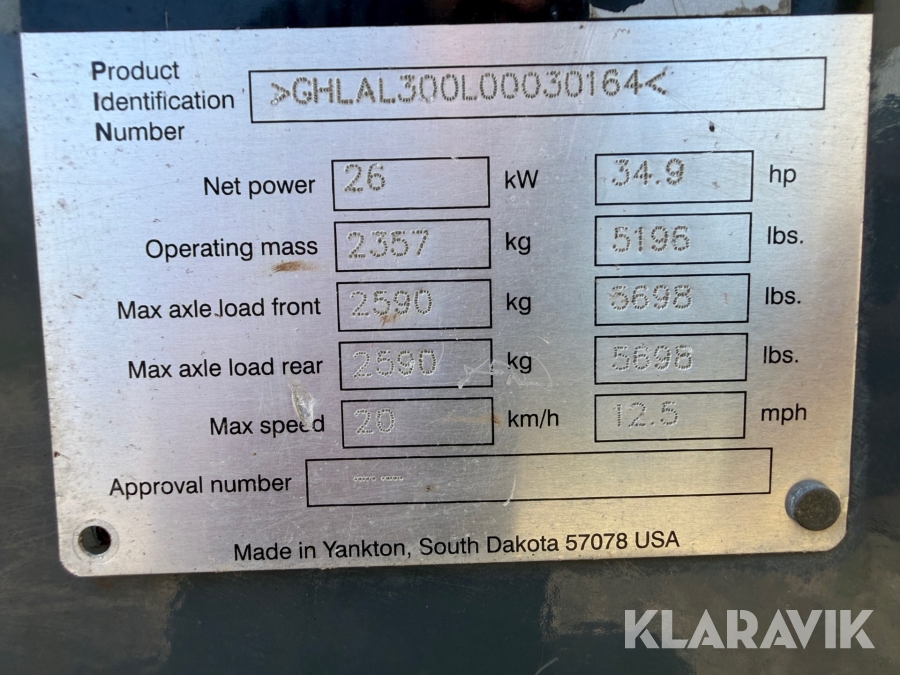 Product
Identification
Number
>GHLAL300L00030164<
Net power 26 kW 34.9 hp
Operating mass 2357 kg 5196 lbs.
Max axle load front 2590 kg 5698 lbs.
Max axle load rear 2590 kg 5698 lbs.
Max speed 20 km/h 12.5 mph
Approval number ---
Made in Yankton, South Dakota 57078 USA
KLARAVIK